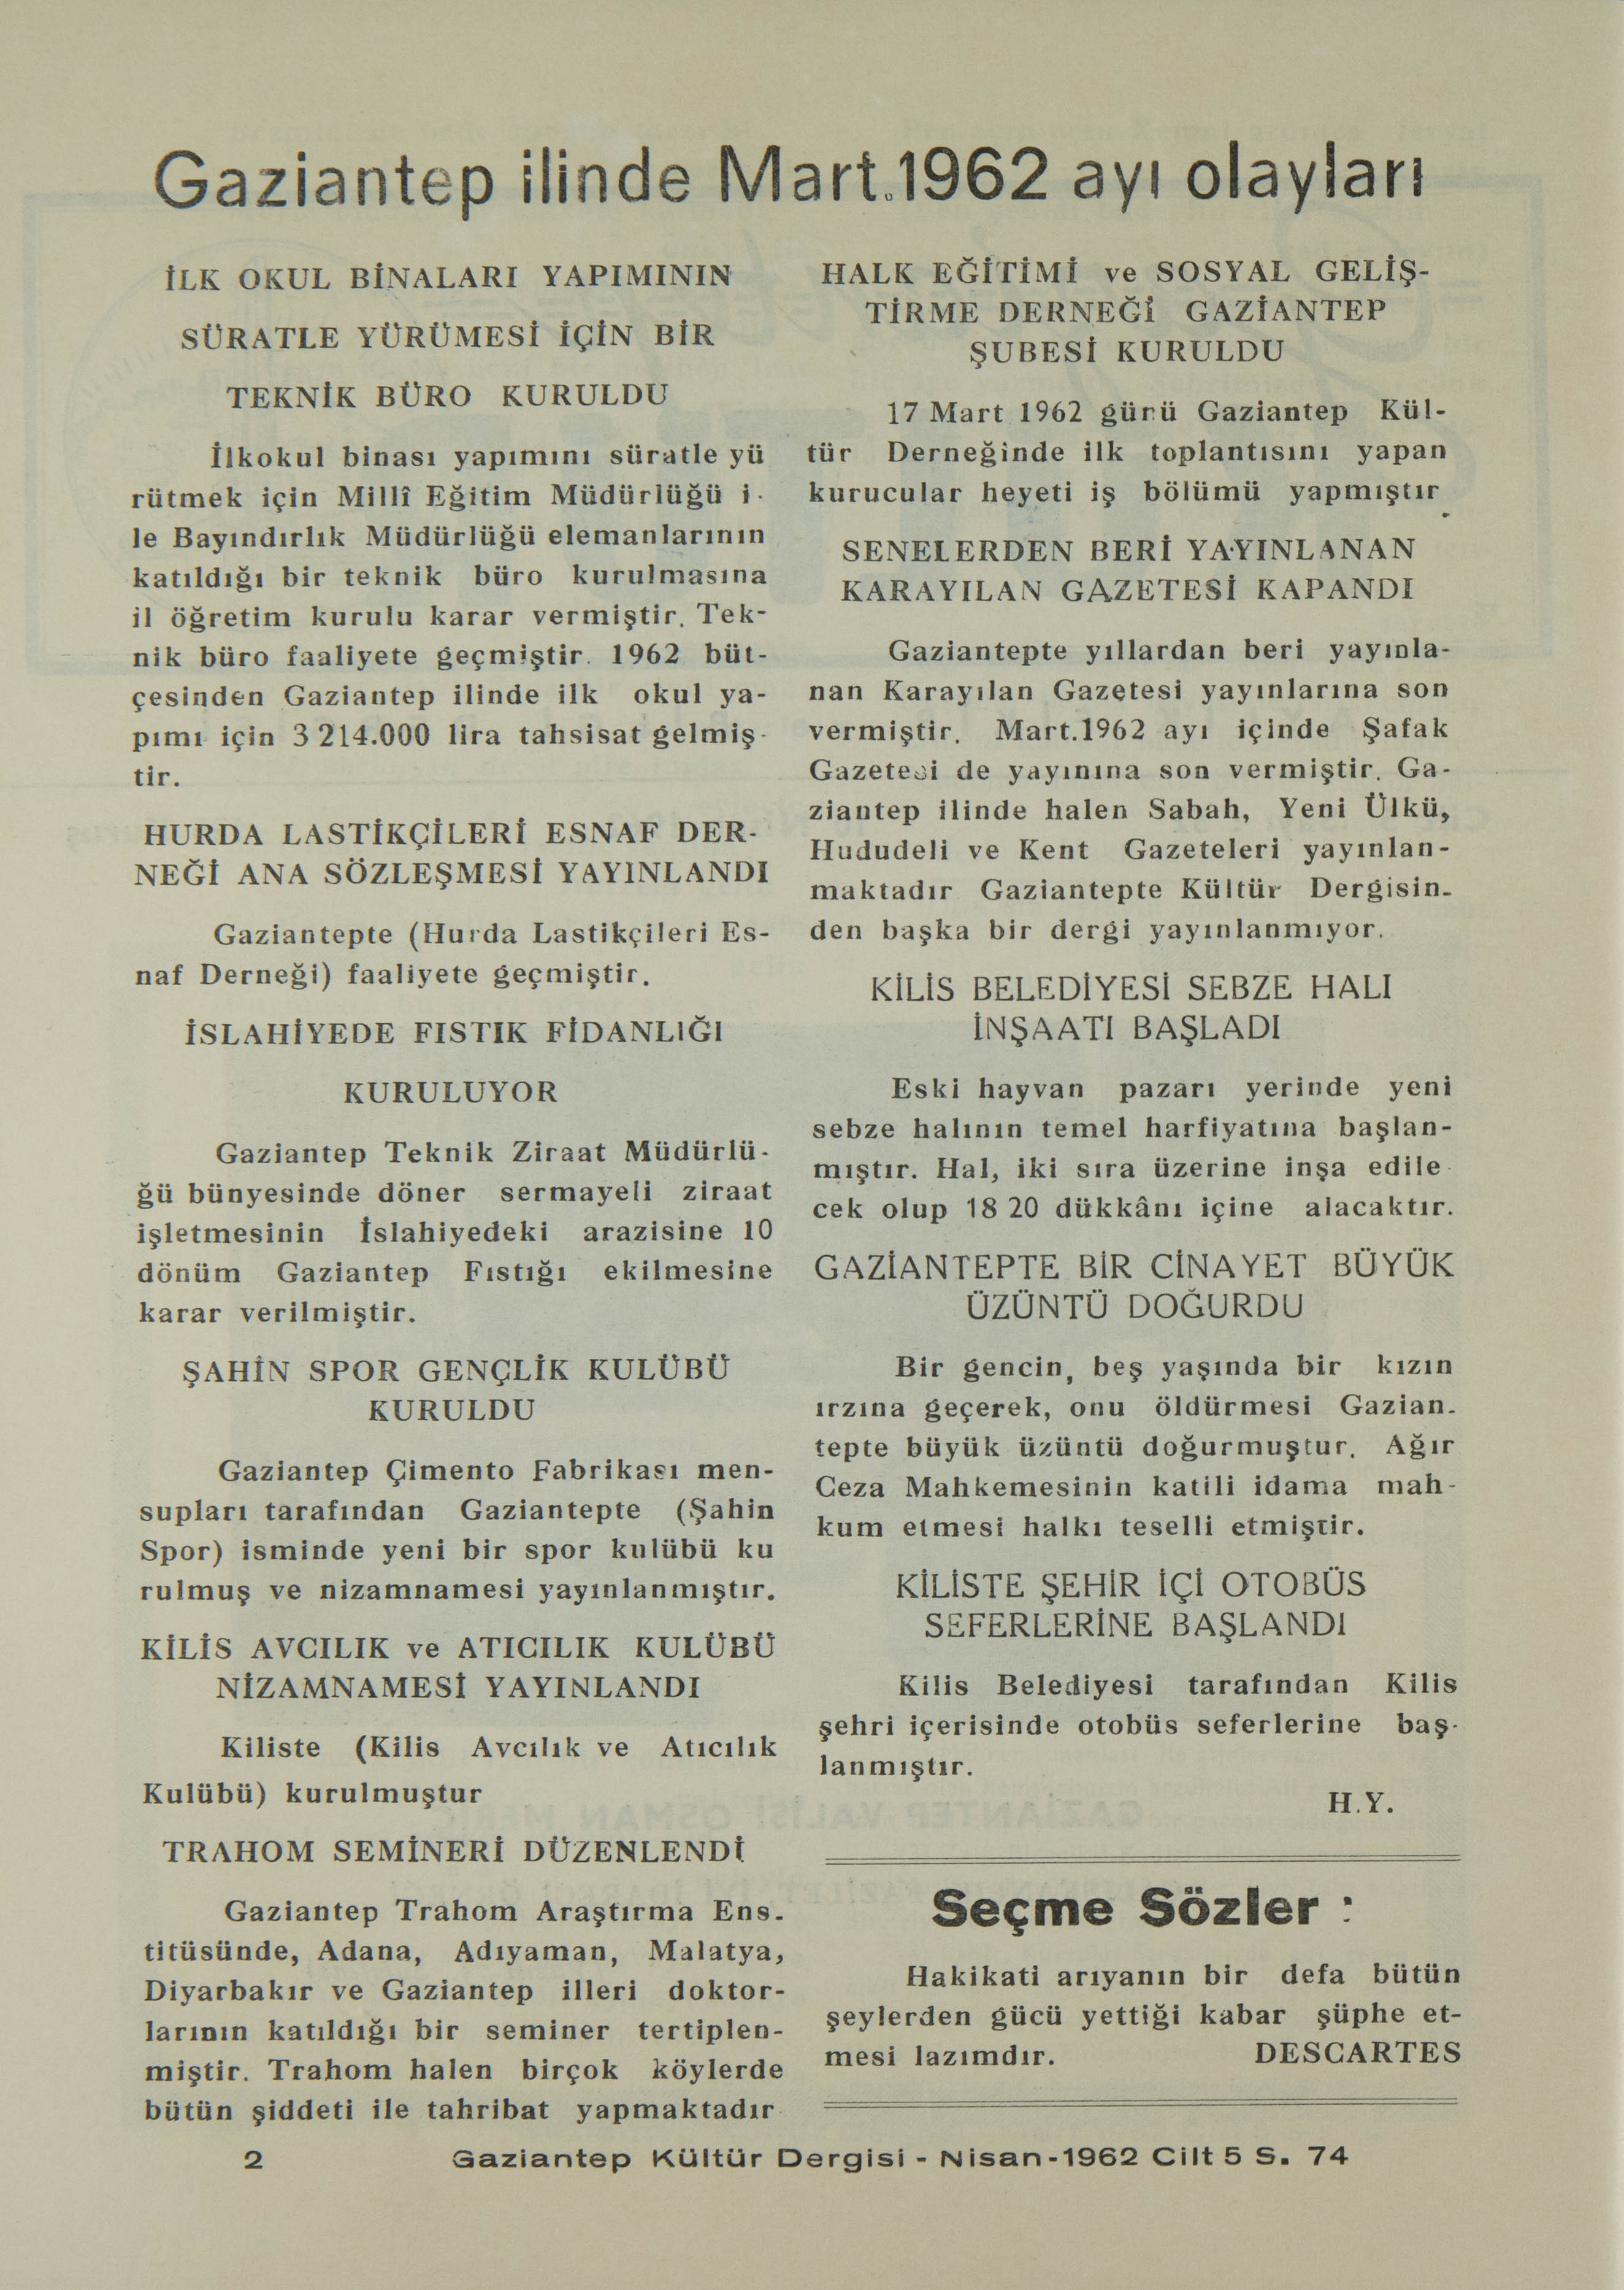 Gaziantep ilinde Mart.1962 ayı olayları
İLK OKUL BİNALARI YAPIMININ
SÜRATLE YÜRÜMESİ İÇİN BİR
TEKNİK BÜRO KURULDU
İlkokul binası yapımını süratle yü
rütmek için Millî Eğitim Müdürlüğü i-
le Bayındırlık Müdürlüğü elemanlarının
katıldığı bir teknik büro kurulmasına
il öğretim kurulu karar vermiştir. Tek-
nik büro faaliyete geçmiştir. 1962 büt-
çesinden Gaziantep ilinde ilk okul ya-
pımı için 3 214.000 lira tahsisat gelmiş-
tir.
HURDA LASTİKÇİLERİ ESNAF DER-
NEĞİ ANA SÖZLEŞMESİ YAYINLANDI
Gaziantepte (Hurda Lastikçileri Es-
naf Derneği) faaliyete geçmiştir.
İSLAHİYEDE FISTIK FİDANLIĞI
KURULUYOR
Gaziantep Teknik Ziraat Müdürlü-
ğü bünyesinde döner sermayeli ziraat
işletmesinin İslahiyedeki arazisine 10
dönüm Gaziantep Fıstığı ekilmesine
karar verilmiştir.
ŞAHİN SPOR GENÇLİK KULÜBÜ
KURULDU
Gaziantep Çimento Fabrikası men-
supları tarafından Gaziantepte (Şahin
Spor) isminde yeni bir spor kulübü ku
rulmuş ve nizamnamesi yayınlanmıştır.
KİLİS AVCILIK ve ATICILIK KULÜBÜ
NİZAMNAMESİ YAYINLANDI
Kiliste (Kilis Avcılık ve Atıcılık
Kulübü) kurulmuştur
TRAHOM SEMİNERİ DÜZENLENDİ
Gaziantep Trahom Araştırma Ens-
titüsünde, Adana, Adıyaman, Malatya,
Diyarbakır ve Gaziantep illeri doktor-
larının katıldığı bir seminer tertiplen-
miştir. Trahom halen birçok köylerde
bütün şiddeti ile tahribat yapmaktadır
HALK EĞİTİMİ ve SOSYAL GELİŞ-
TİRME DERNEĞİ GAZİANTEP
ŞUBESİ KURULDU
17 Mart 1962 günü Gaziantep Kül-
tür Derneğinde ilk toplantısını yapan
kurucular heyeti iş bölümü yapmıştır.
SENELERDEN BERİ YAYINLANAN
KARAYILAN GAZETESİ KAPANDI
Gaziantepte yıllardan beri yayınla-
nan Karayılan Gazetesi yayınlarına son
vermiştir. Mart.1962 ayı içinde Şafak
Gazetesi de yayınına son vermiştir. Ga-
ziantep ilinde halen Sabah, Yeni Ülkü,
Hududeli ve Kent Gazeteleri yayınlan-
maktadır Gaziantepte Kültür Dergisin-
den başka bir dergi yayınlanmıyor.
KİLİS BELEDİYESİ SEBZE HALI
İNŞAATI BAŞLADI
Eski hayvan pazarı yerinde yeni
sebze halının temel harfiyatına başlan-
mıştır. Hal, iki sıra üzerine inşa edile-
cek olup 18 20 dükkânı içine alacaktır.
GAZİANTEPTE BİR CİNAYET BÜYÜK
ÜZÜNTÜ DOĞURDU
Bir gencin, beş yaşında bir kızın
ırzına geçerek, onu öldürmesi Gazian-
tepte büyük üzüntü doğurmuştur. Ağır
Ceza Mahkemesinin katili idama mah-
kum etmesi halkı teselli etmiştir.
KİLİSTE ŞEHİR İÇİ OTOBÜS
SEFERLERİNE BAŞLANDI
Kilis Belediyesi tarafından Kilis
şehri içerisinde otobüs seferlerine baş-
lanmıştır.
H.Y.
Seçme Sözler :
Hakikati arıyanın bir defa bütün
şeylerden gücü yettiği kabar şüphe et-
mesi lazımdır. DESCARTES
2 Gaziantep Kültür Dergisi - Nisan-1962 Cilt 5 S. 74